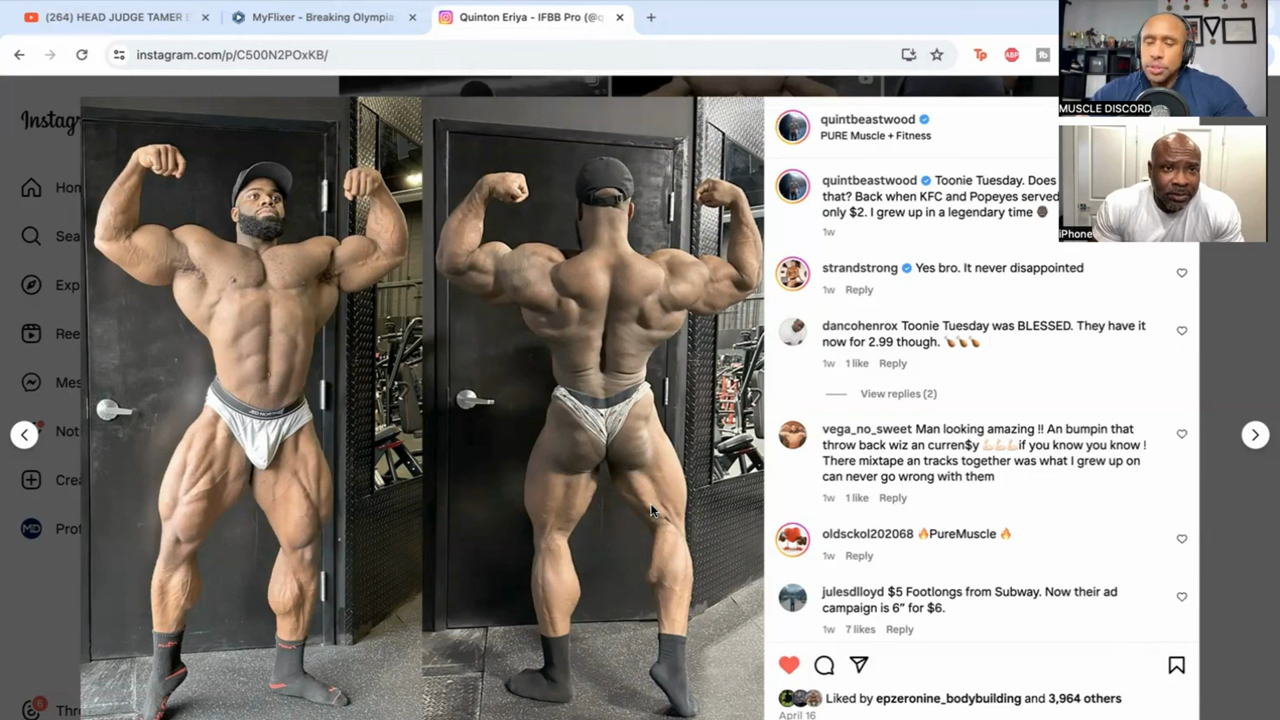 (264) HEAD JUDGE TAMER E
MyFlixer - Breaking Olympia
Quinton Eriya - IFBB Pro (@q
instagram.com/p/C500N2POxKB/
Tp
ABP
fb
MUSCLE DISCORD
iPhone
Instag
Hon
Sea
Exp
Ree
Mes
Not
Crea
MD
Prof
6
Thre
quintbeastwood
PURE Muscle + Fitness
quintbeastwood Toonie Tuesday. Does
that? Back when KFC and Popeyes served
only $2. I grew up in a legendary time
1w
strandstrong Yes bro. It never disappointed
1w Reply
dancohenrox Toonie Tuesday was BLESSED. They have it
now for 2.99 though. 🍗🍗🍗
1w 1 like Reply
View replies (2)
vega_no_sweet Man looking amazing !! An bumpin that
throw back wiz an curren$y 💪🏻💪🏻💪🏻if you know you know !
There mixtape an tracks together was what I grew up on
can never go wrong with them
1w 1 like Reply
oldsckol202068 🔥PureMuscle 🔥
1w Reply
julesdlloyd $5 Footlongs from Subway. Now their ad
campaign is 6” for $6.
1w 7 likes Reply
Liked by epzeronine_bodybuilding and 3,964 others
April 16